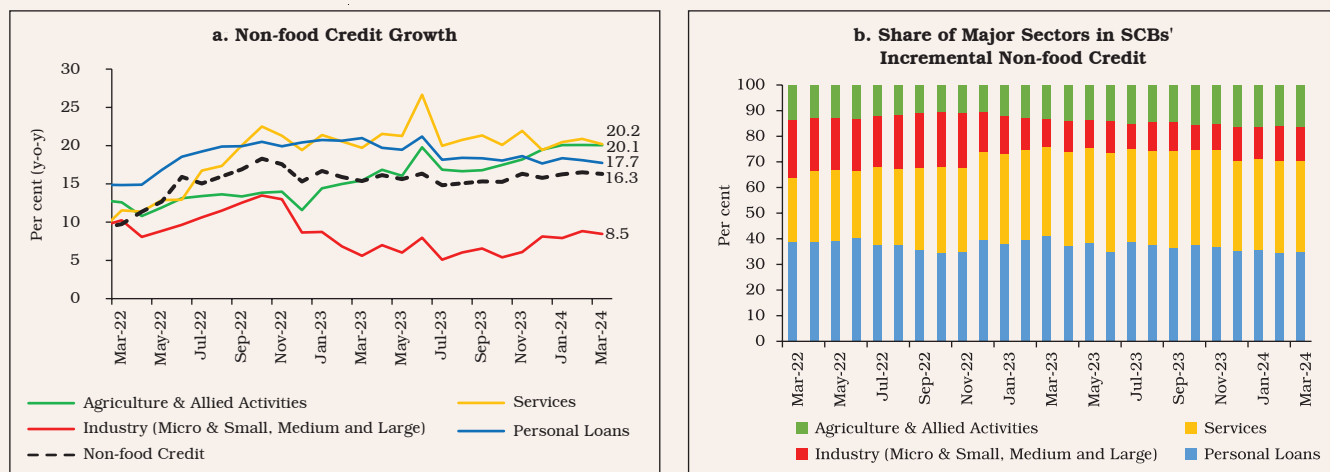 a. Non-food Credit Growth
Per cent (y-o-y)
30
25
20
15
10
5
0
20.2
20.1
17.7
16.3
8.5
Mar-22
May-22
Jul-22
Sep-22
Nov-22
Jan-23
Mar-23
May-23
Jul-23
Sep-23
Nov-23
Jan-24
Mar-24
Agriculture & Allied Activities
Services
Industry (Micro & Small, Medium and Large)
Personal Loans
Non-food Credit
b. Share of Major Sectors in SCBs'
Incremental Non-food Credit
Per cent
100
90
80
70
60
50
40
30
20
10
0
Mar-22
May-22
Jul-22
Sep-22
Nov-22
Jan-23
Mar-23
May-23
Jul-23
Sep-23
Nov-23
Jan-24
Mar-24
Agriculture & Allied Activities
Services
Industry (Micro & Small, Medium and Large)
Personal Loans